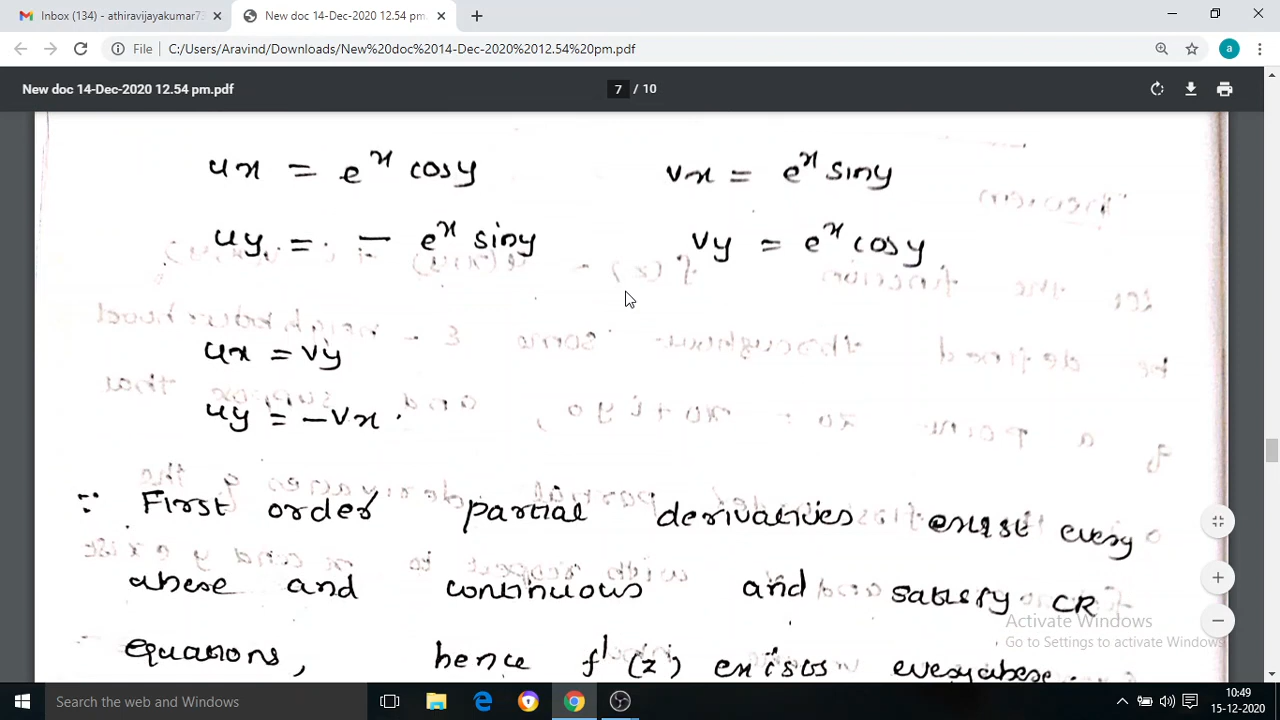 Inbox (134) - athiravijayakumar7
New doc 14-Dec-2020 12.54 pm.p
File
C:/Users/Aravind/Downloads/New%20doc%2014-Dec-2020%2012.54%20pm.pdf
a
New doc 14-Dec-2020 12.54 pm.pdf
7 / 10
ux = e^x cosy vx = e^x siny
uy = - e^x siny vy = e^x cosy
ux = vy
uy = -vx.
∵ First order partial derivatives exist every
where and continuous and satisfy CR
equations, hence f'(z) exists everywhere.
Activate Windows
Go to Settings to activate Windows.
Search the web and Windows
10:49
15-12-2020